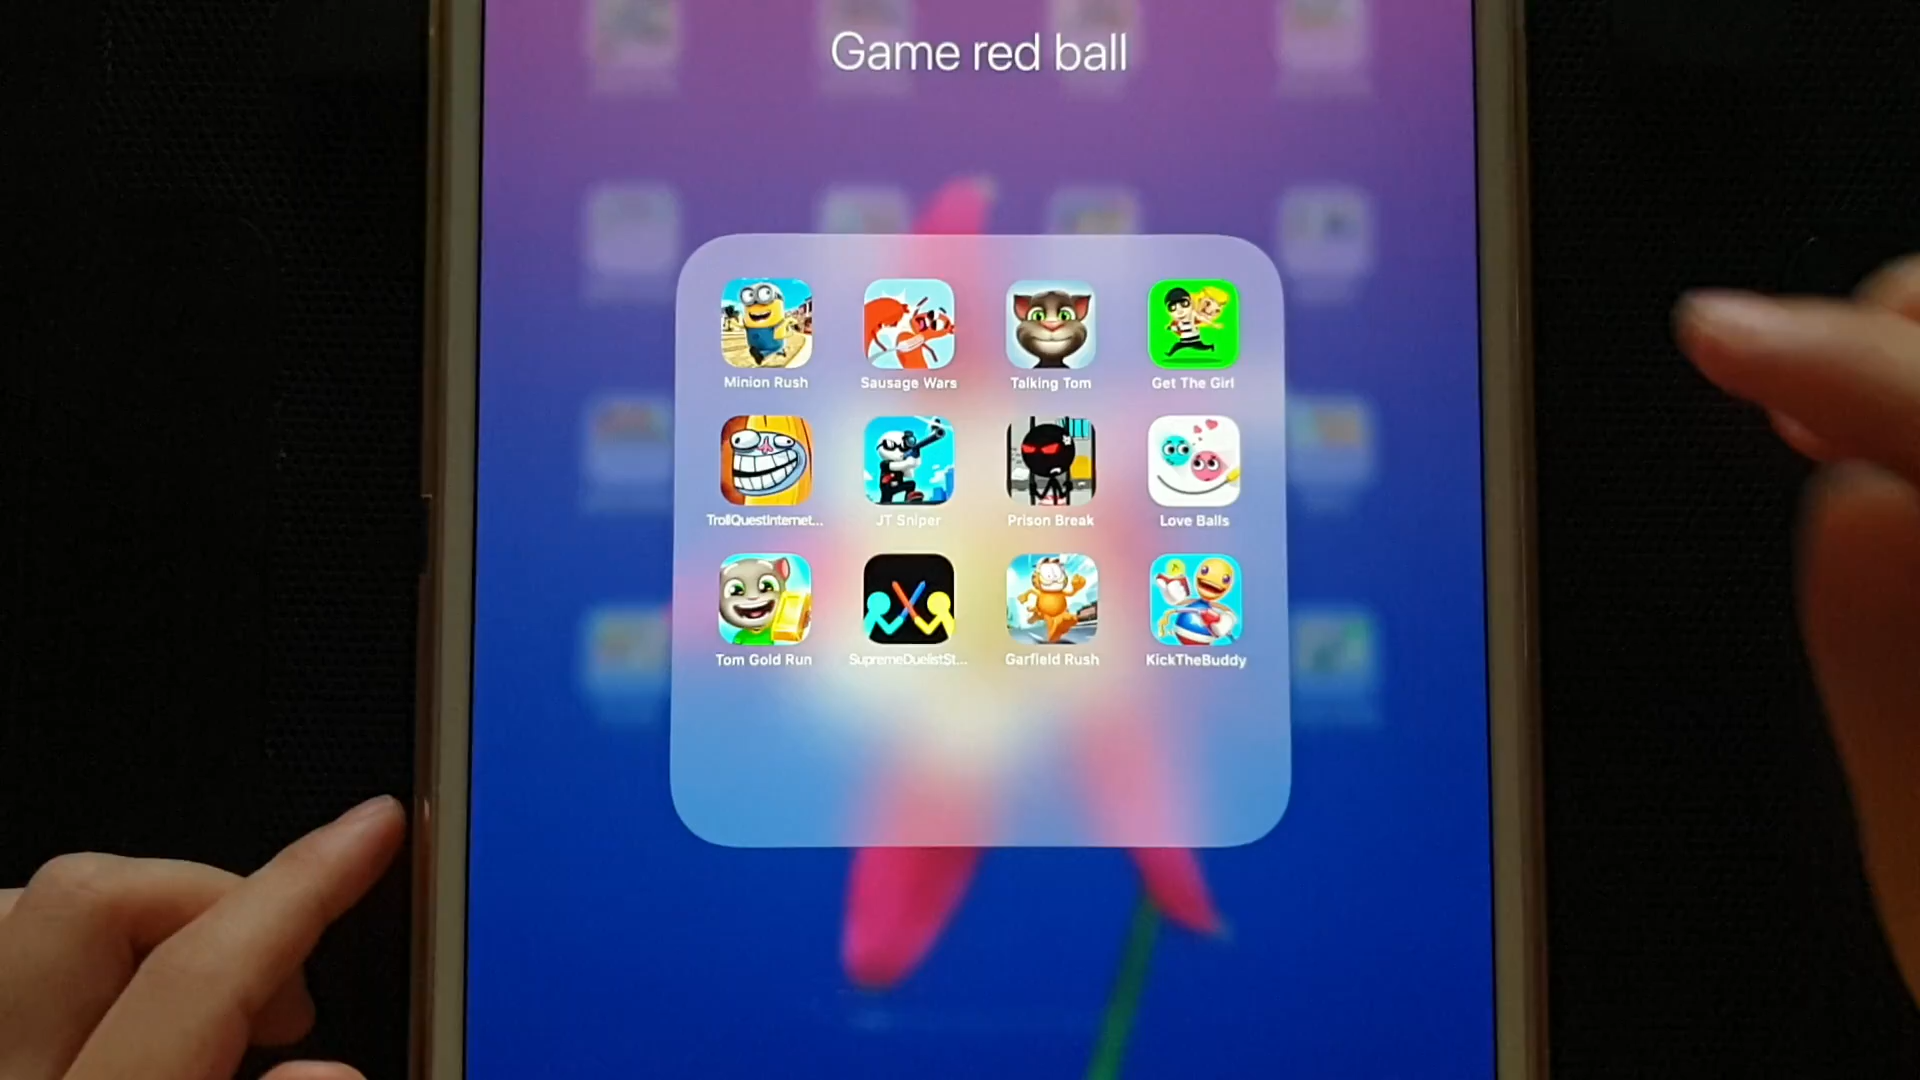 Game red ball
Minion Rush
Sausage Wars
Talking Tom
Get The Girl
TrollQuestInternet...
JT Sniper
Prison Break
Love Balls
Tom Gold Run
SupremeDuelistSt...
Garfield Rush
KickTheBuddy